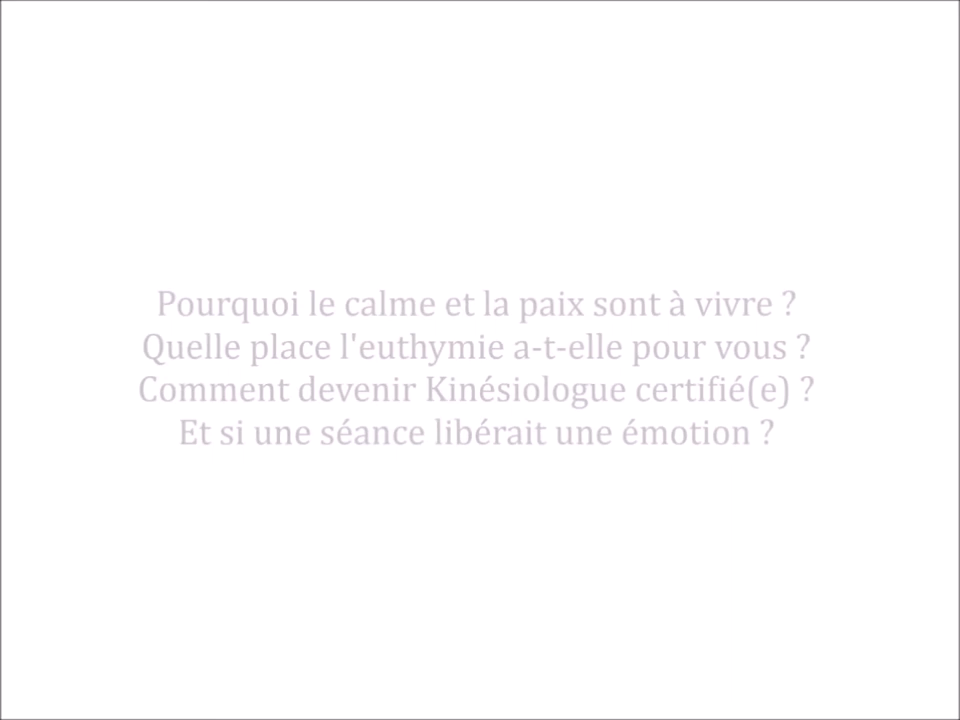 Pourquoi le calme et la paix sont à vivre ?
Quelle place l'euthymie a-t-elle pour vous ?
Comment devenir Kinésiologue certifié(e) ?
Et si une séance libérait une émotion ?